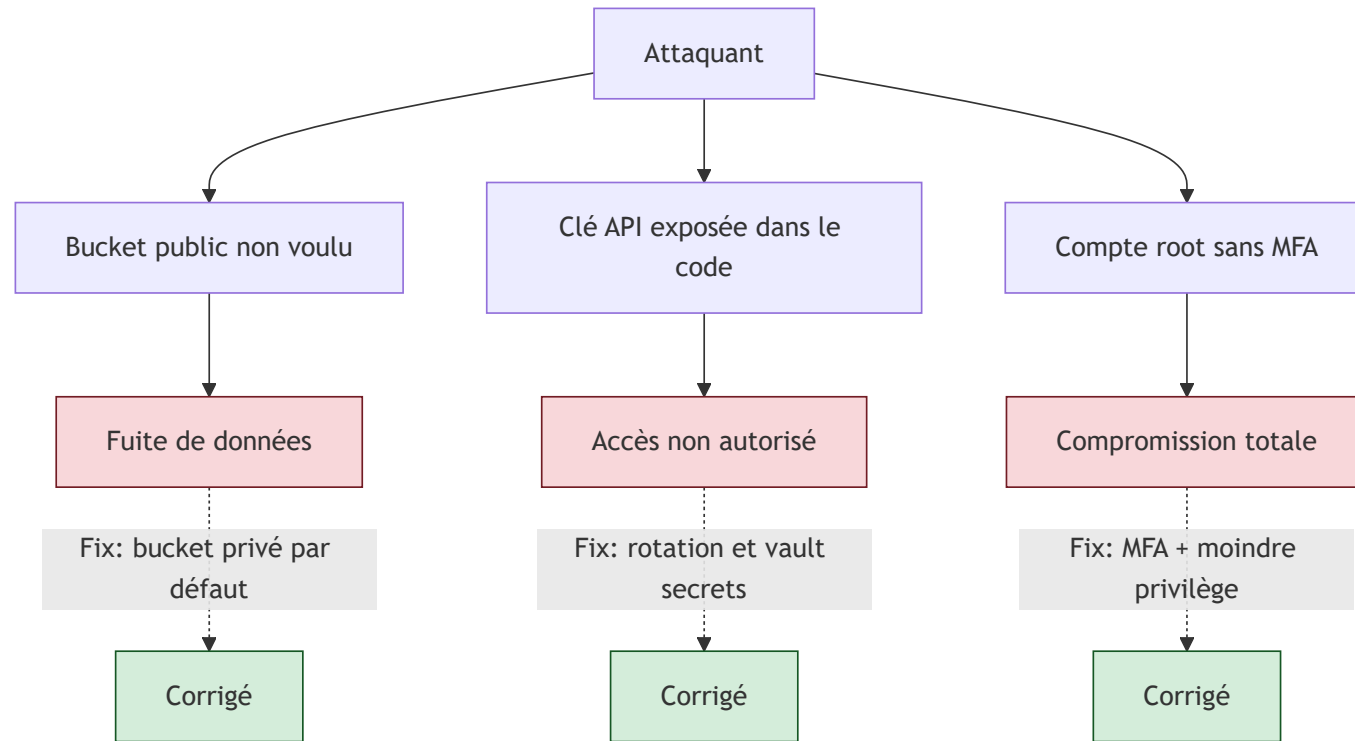 Attaquant
Bucket public non voulu
Clé API exposée dans le
code
Compte root sans MFA
Fuite de données
Accès non autorisé
Compromission totale
Fix: bucket privé par
défaut
Fix: rotation et vault
secrets
Fix: MFA + moindre
privilège
Corrigé
Corrigé
Corrigé